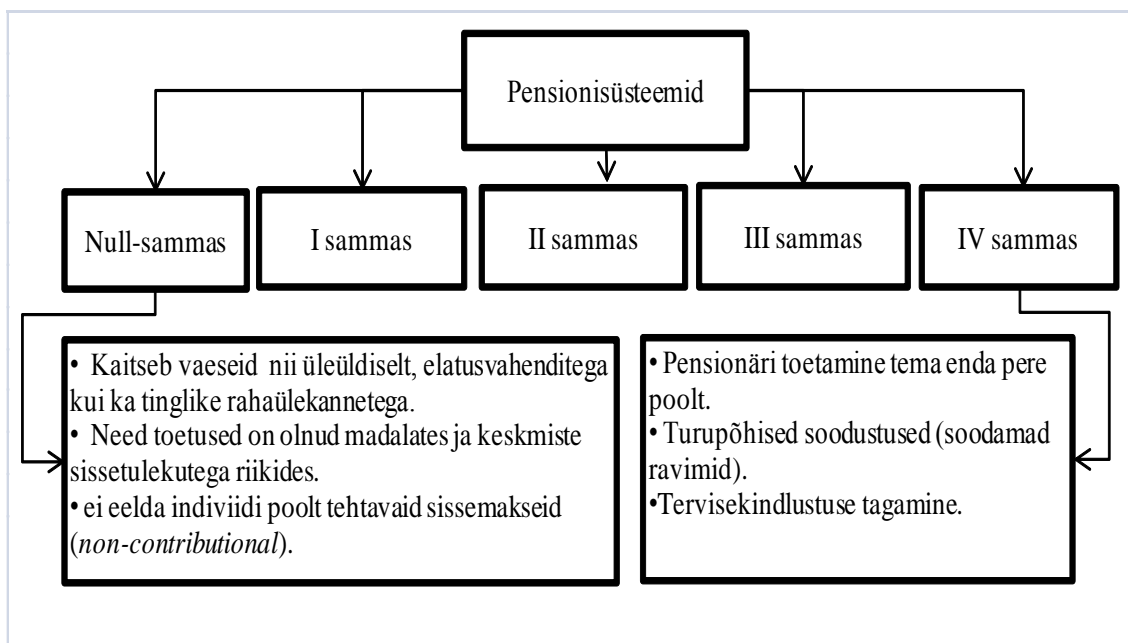 Pensionisüsteemid
Null-sammas
I sammas
II sammas
III sammas
IV sammas
• Kaitseb vaeseid nii üleüldiselt, elatusvahenditega
kui ka tinglike rahaülekannetega.
• Need toetused on olnud madalates ja keskmiste
sissetulekutega riikides.
• ei eelda indiviidi poolt tehtavaid sissemakseid
(non-contributional).
• Pensionäri toetamine tema enda pere
poolt.
• Turupõhised soodustused (soodamad
ravimid).
•Tervisekindlustuse tagamine.